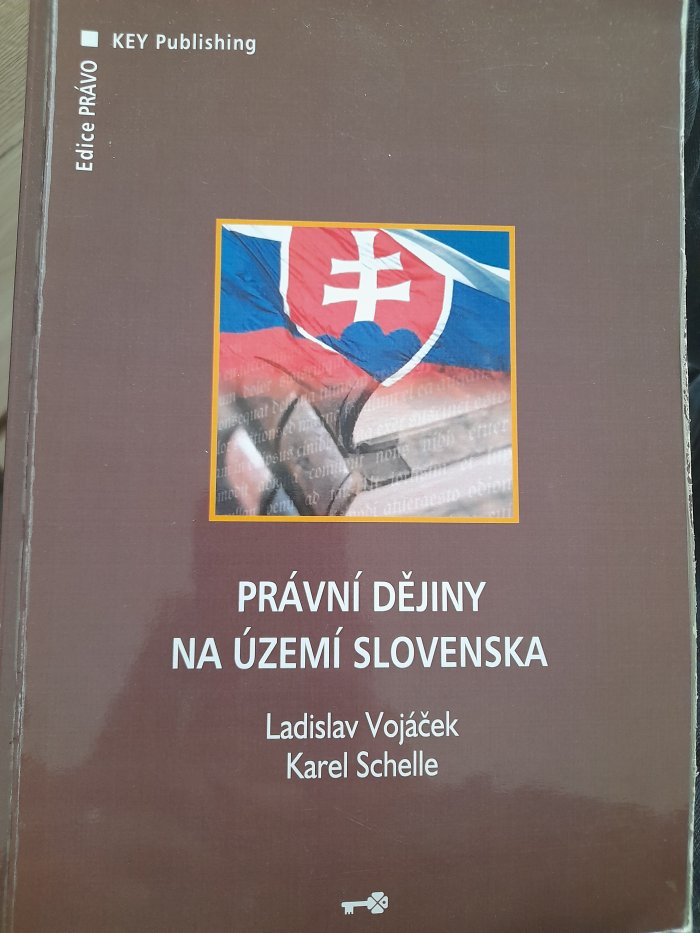 KEY Publishing
Edice PRÁVO
PRÁVNÍ DĚJINY
NA ÚZEMÍ SLOVENSKA
Ladislav Vojáček
Karel Schelle